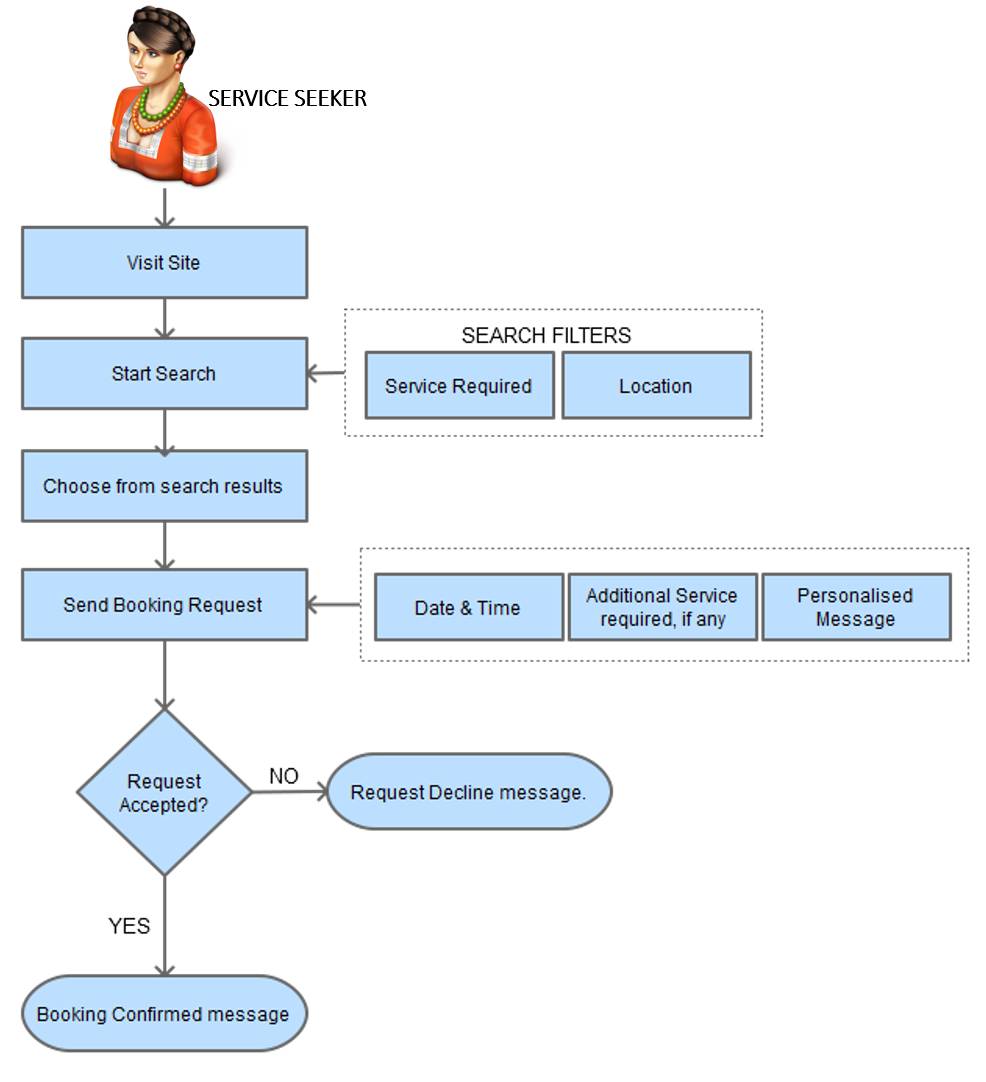 SERVICE SEEKER
Visit Site
SEARCH FILTERS
Start Search
Service Required
Location
Choose from search results
Send Booking Request
Date & Time
Additional Service
required, if any
Personalised
Message
Request
Accepted?
NO
Request Decline message.
YES
Booking Confirmed message